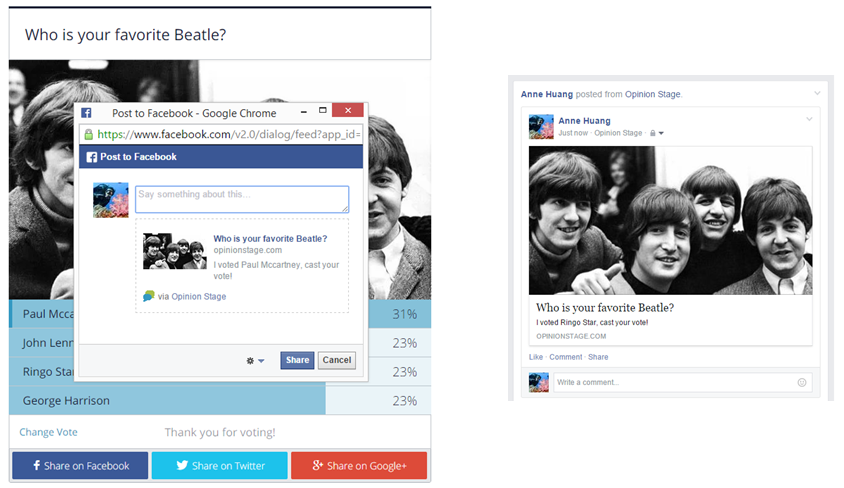 Who is your favorite Beatle?
Post to Facebook - Google Chrome
https://www.facebook.com/v2.0/dialog/feed?app_id=
Post to Facebook
Say something about this...
Who is your favorite Beatle?
opinionstage.com
I voted Paul Mccartney, cast your
vote!
via Opinion Stage
Share Cancel
Paul Mcca 31%
John Lenn 23%
Ringo Sta 23%
George Harrison 23%
Change Vote Thank you for voting!
Share on Facebook Share on Twitter Share on Google+
Anne Huang posted from Opinion Stage.
Anne Huang
Just now · Opinion Stage ·
Who is your favorite Beatle?
I voted Ringo Star, cast your vote!
OPINIONSTAGE.COM
Like · Comment · Share
Write a comment...